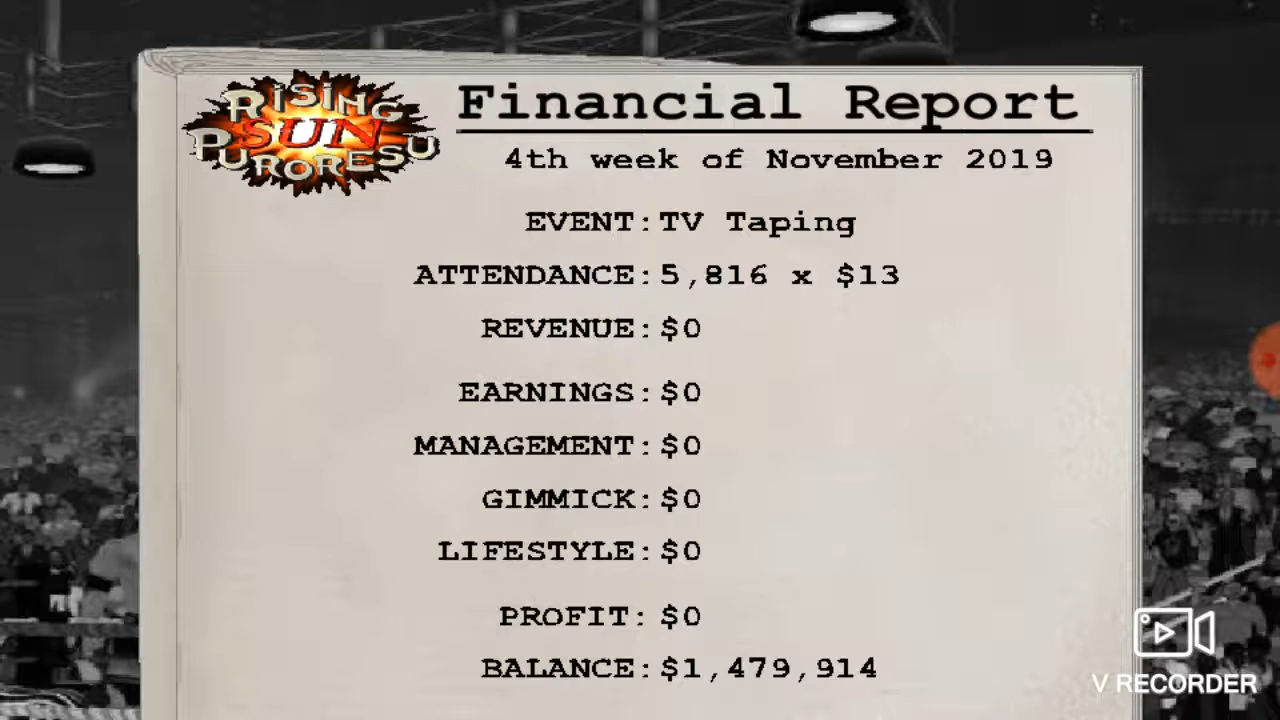 RISING
SUN
PURORESU
Financial Report
4th week of November 2019
EVENT: TV Taping
ATTENDANCE: 5,816 x $13
REVENUE: $0
EARNINGS: $0
MANAGEMENT: $0
GIMMICK: $0
LIFESTYLE: $0
PROFIT: $0
BALANCE: $1,479,914
V RECORDER